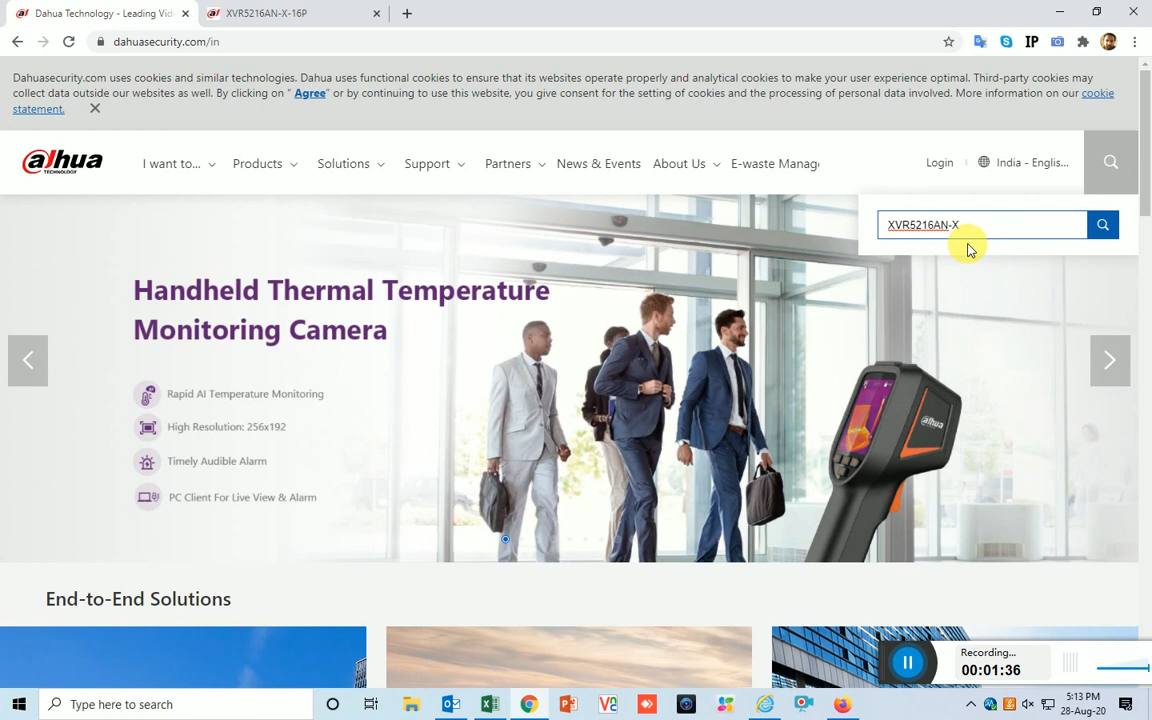 Dahua Technology - Leading Vid
XVR5216AN-X-16P
dahuasecurity.com/in
IP
Dahuasecurity.com uses cookies and similar technologies. Dahua uses functional cookies to ensure that its websites operate properly and analytical cookies to make your user experience optimal. Third-party cookies may
collect data outside our websites as well. By clicking on " Agree" or by continuing to use this website, you give consent for the setting of cookies and the processing of personal data involved. More information on our cookie
statement.
alhua
TECHNOLOGY
I want to...
Products
Solutions
Support
Partners
News & Events
About Us
E-waste Manag
Login
India - Englis...
XVR5216AN-X
Handheld Thermal Temperature
Monitoring Camera
Rapid AI Temperature Monitoring
High Resolution: 256x192
Timely Audible Alarm
PC Client For Live View & Alarm
alhua
End-to-End Solutions
Recording...
00:01:36
Type here to search
5:13 PM
28-Aug-20